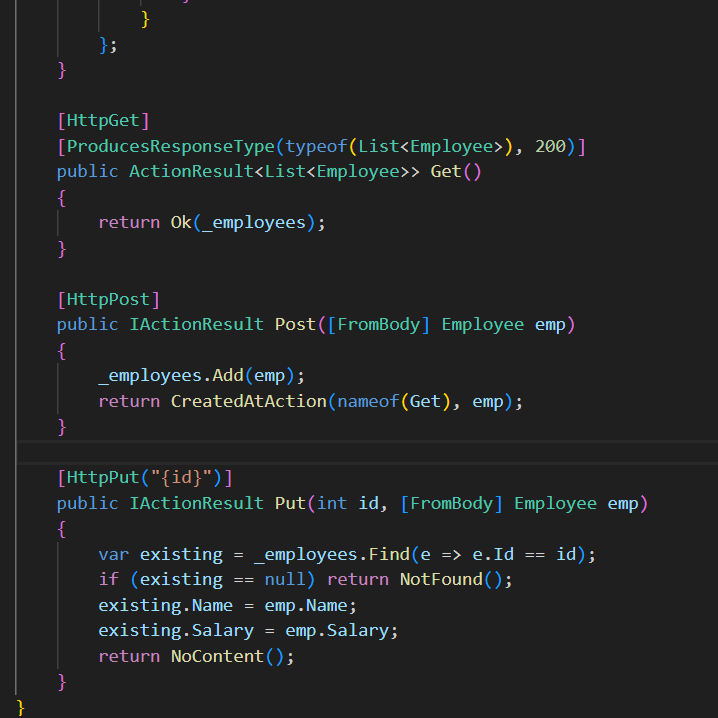 }
};
}
[HttpGet]
[ProducesResponseType(typeof(List<Employee>), 200)]
public ActionResult<List<Employee>> Get()
{
return Ok(_employees);
}
[HttpPost]
public IActionResult Post([FromBody] Employee emp)
{
_employees.Add(emp);
return CreatedAtAction(nameof(Get), emp);
}
[HttpPut("{id}")]
public IActionResult Put(int id, [FromBody] Employee emp)
{
var existing = _employees.Find(e => e.Id == id);
if (existing == null) return NotFound();
existing.Name = emp.Name;
existing.Salary = emp.Salary;
return NoContent();
}
}